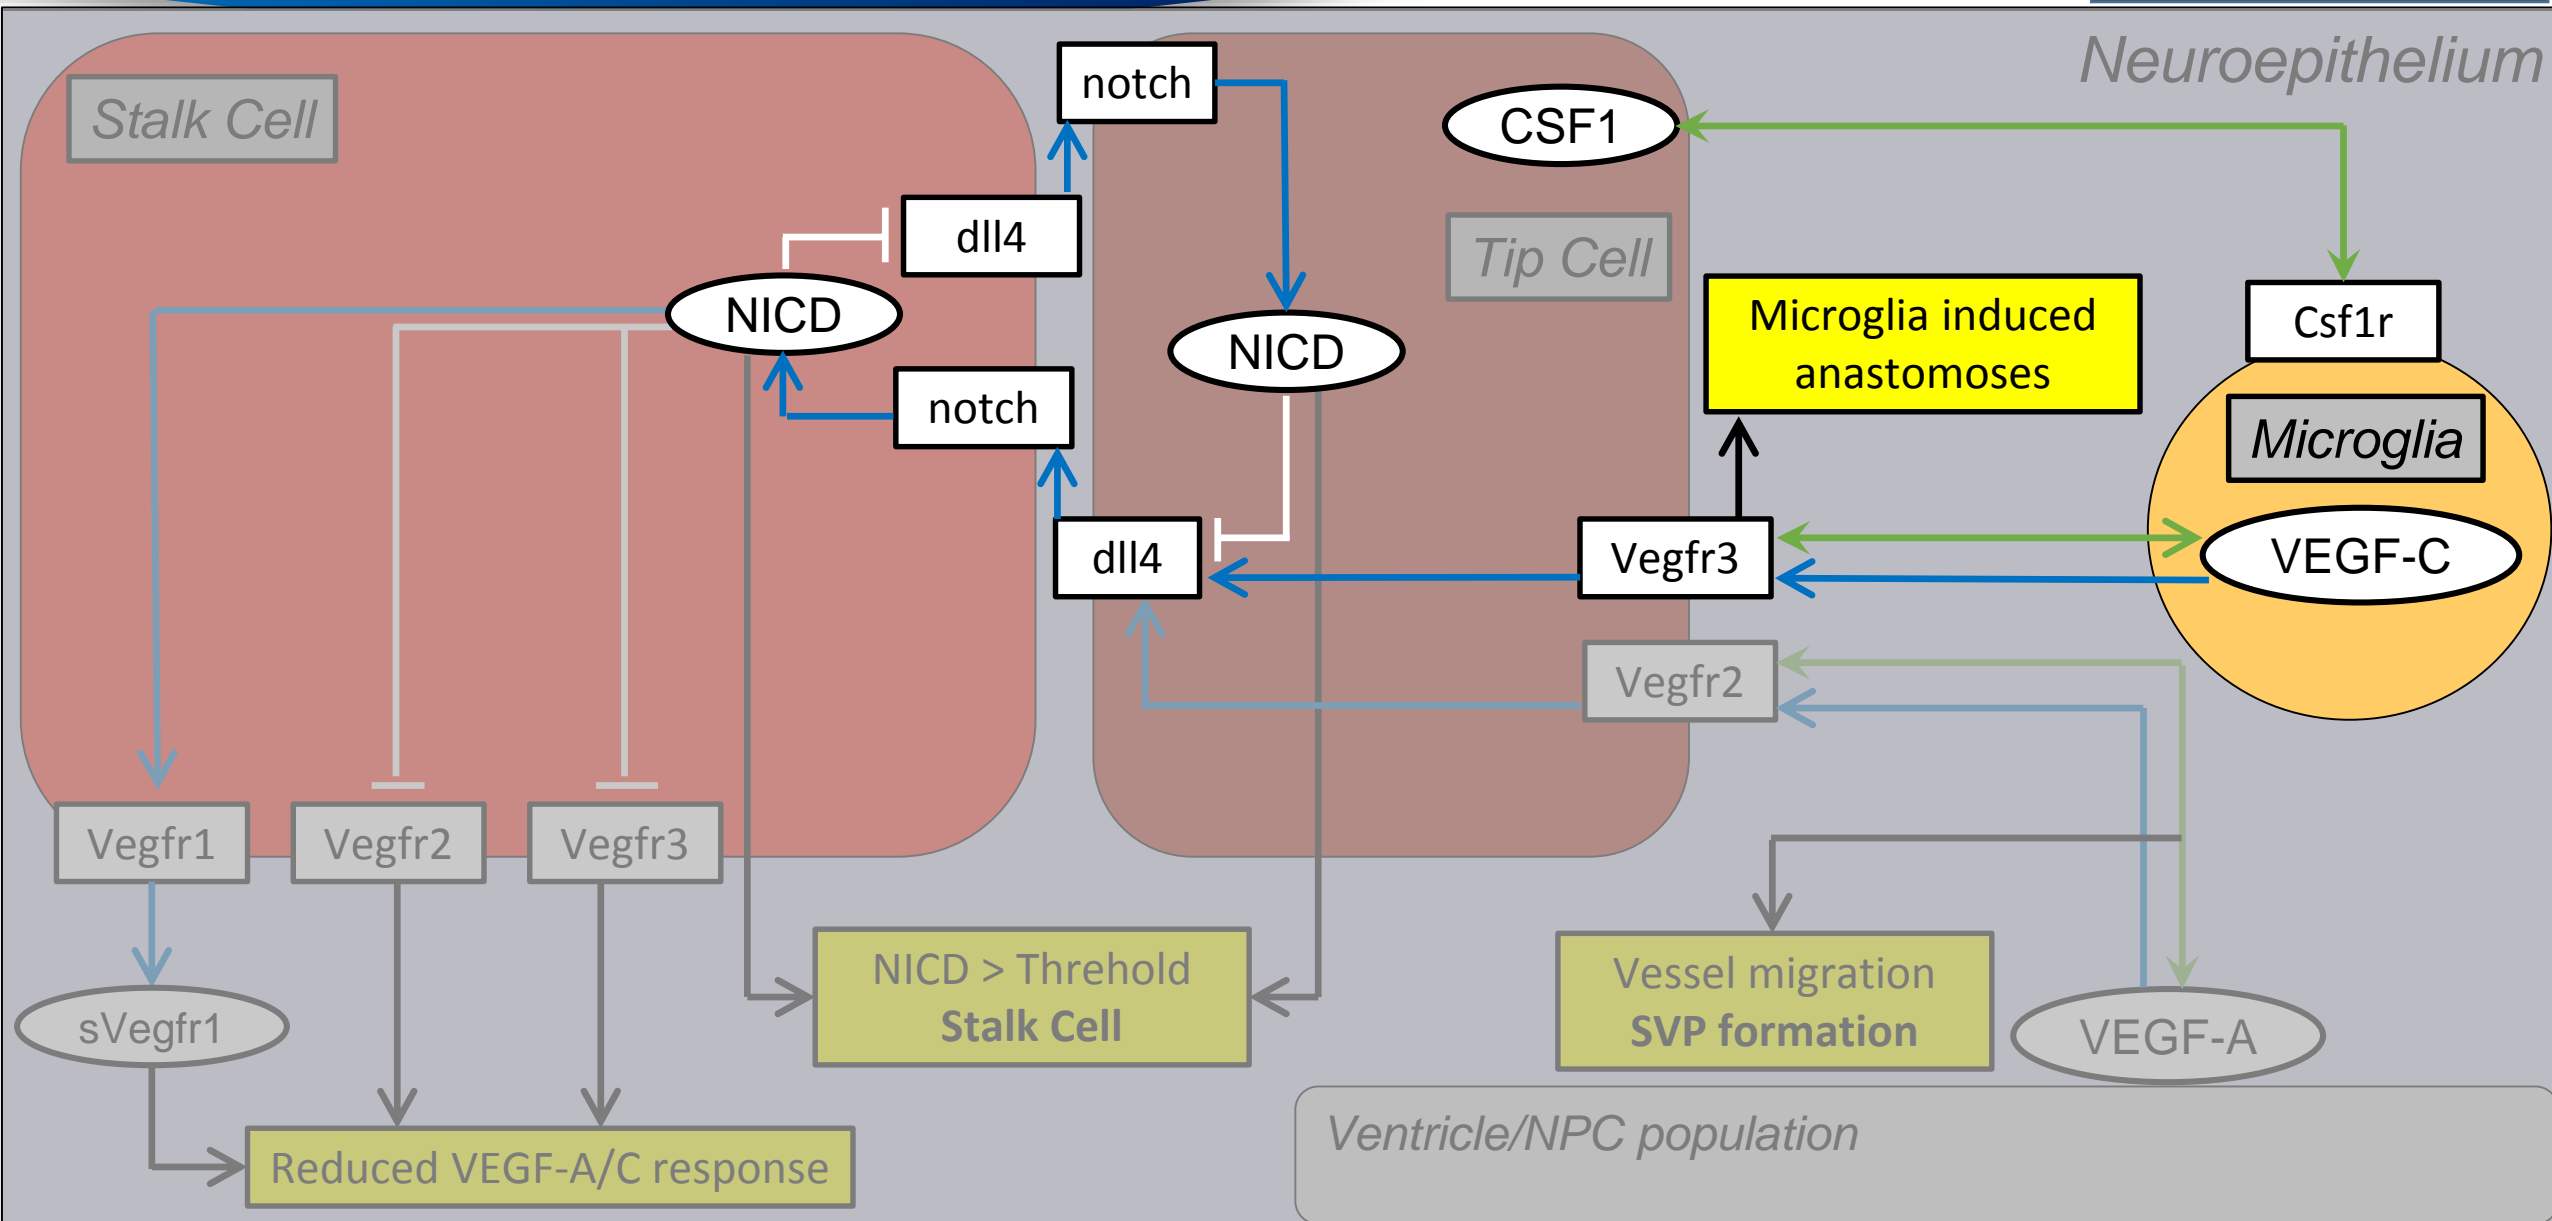 Neuroepithelium
Stalk Cell
notch
CSF1
dll4
Tip Cell
NICD
NICD
Microglia induced
anastomoses
Csf1r
notch
Microglia
dll4
Vegfr3
VEGF-C
Vegfr2
Vegfr1
Vegfr2
Vegfr3
NICD > Threhold
Stalk Cell
Vessel migration
SVP formation
sVegfr1
VEGF-A
Ventricle/NPC population
Reduced VEGF-A/C response